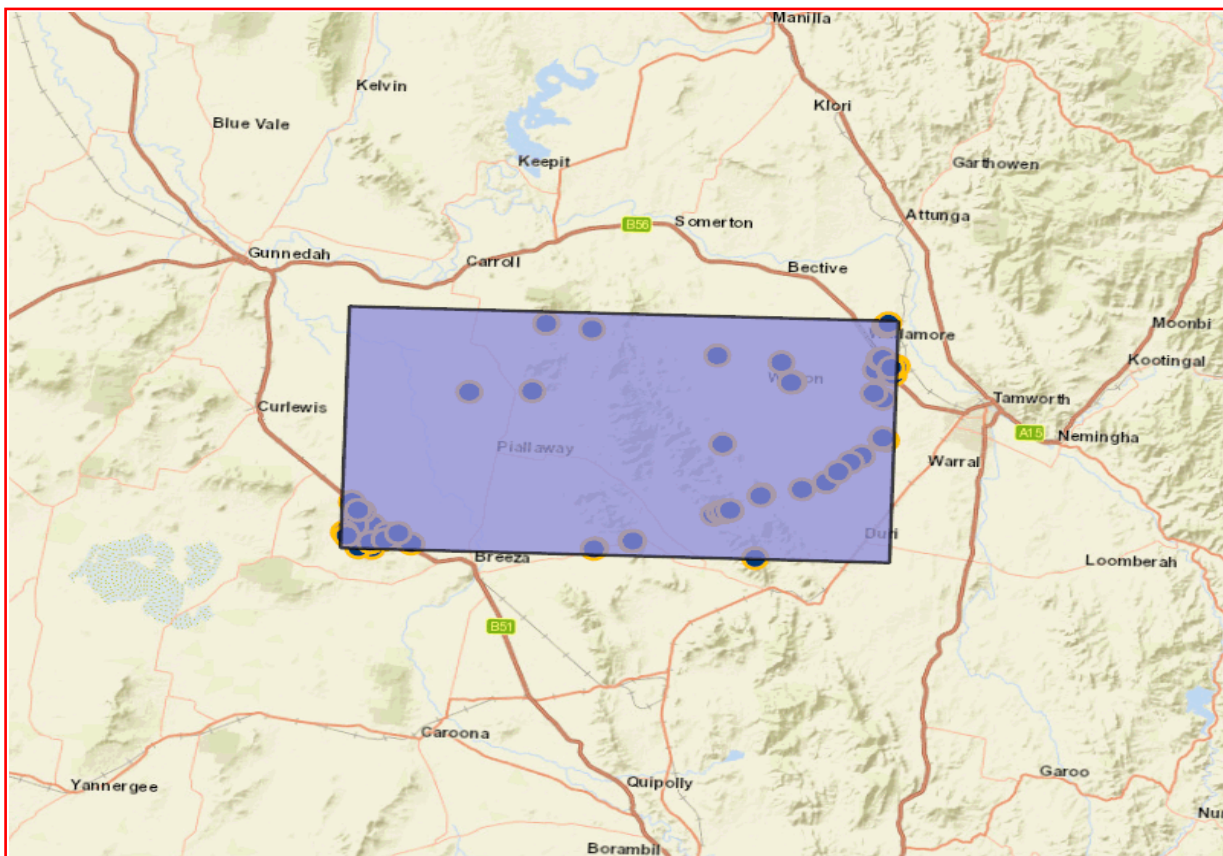 Manilla
Kelvin
Klori
Blue Vale
Keepit
Garthowen
Attunga
B56
Somerton
Gunnedah
Carroll
Bective
Moonbi
Kootingal
Curlewis
Tamworth
A15
Nemingha
Piallaway
Warral
Duri
Breeza
Loomberah
B51
Caroona
Garoo
Yannergee
Quipolly
Borambil